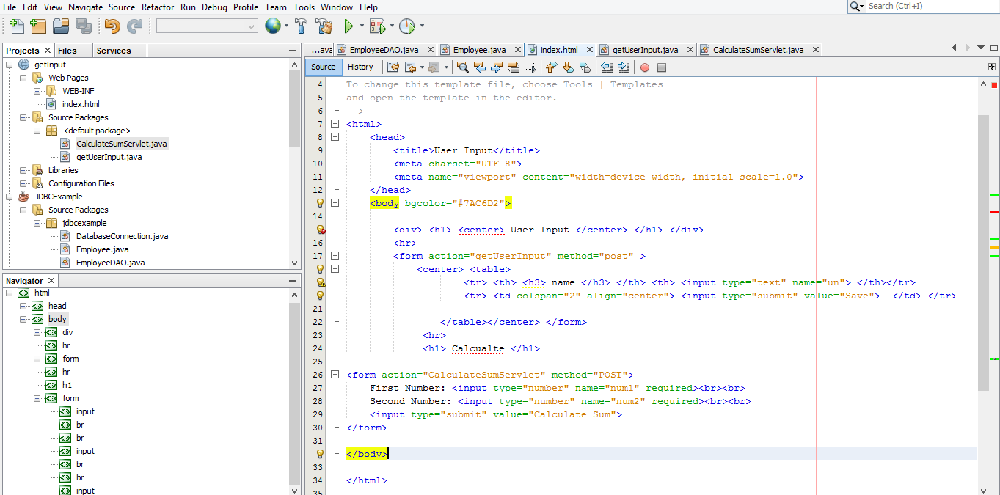 File Edit View Navigate Source Refactor Run Debug Profile Team Tools Window Help
Search (Ctrl+I)
Projects Files Services
getInput
Web Pages
WEB-INF
index.html
Source Packages
<default package>
CalculateSumServlet.java
getUserInput.java
Libraries
Configuration Files
JDBCExample
Source Packages
jdbcexample
DatabaseConnection.java
Employee.java
EmployeeDAO.java
Navigator
html
head
body
div
hr
form
hr
h1
form
input
br
br
input
br
br
input
...ava EmployeeDAO.java Employee.java index.html getUserInput.java CalculateSumServlet.java
Source History
4 To change this template file, choose Tools | Templates
5 and open the template in the editor.
6 -->
7 <html>
8 <head>
9 <title>User Input</title>
10 <meta charset="UTF-8">
11 <meta name="viewport" content="width=device-width, initial-scale=1.0">
12 </head>
<body bgcolor="#7AC6D2">
14
<div> <h1> <center> User Input </center> </h1> </div>
16 <hr>
17 <form action="getUserInput" method="post" >
<center> <table>
<tr> <th> <h3> name </h3> </th> <th> <input type="text" name="un"> </th></tr>
<tr> <td colspan="2" align="center"> <input type="submit" value="Save"> </td> </tr>
21
22 </table></center> </form>
23 <hr>
24 <h1> Calcualte </h1>
25
26 <form action="CalculateSumServlet" method="POST">
27 First Number: <input type="number" name="num1" required><br><br>
28 Second Number: <input type="number" name="num2" required><br><br>
29 <input type="submit" value="Calculate Sum">
30 </form>
31
</body>
33
34 </html>
35